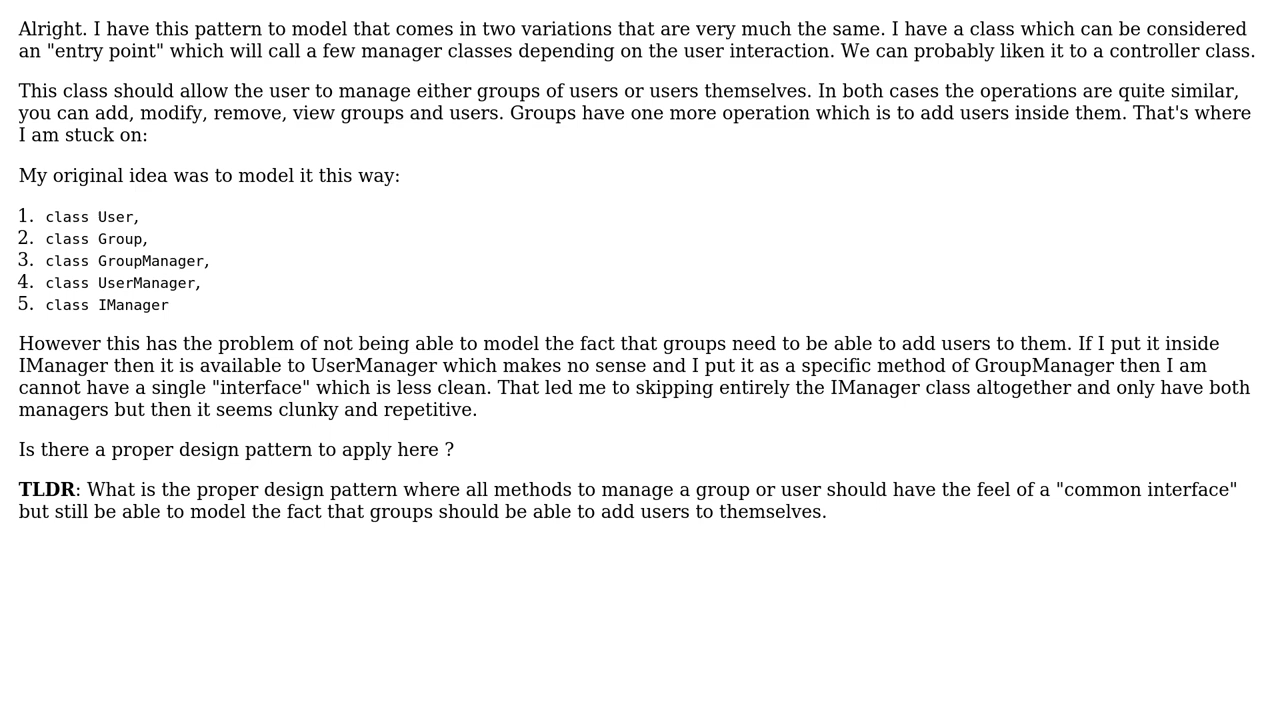 Alright. I have this pattern to model that comes in two variations that are very much the same. I have a class which can be considered
an "entry point" which will call a few manager classes depending on the user interaction. We can probably liken it to a controller class.
This class should allow the user to manage either groups of users or users themselves. In both cases the operations are quite similar,
you can add, modify, remove, view groups and users. Groups have one more operation which is to add users inside them. That's where
I am stuck on:
My original idea was to model it this way:
1. class User,
2. class Group,
3. class GroupManager,
4. class UserManager,
5. class IManager
However this has the problem of not being able to model the fact that groups need to be able to add users to them. If I put it inside
IManager then it is available to UserManager which makes no sense and I put it as a specific method of GroupManager then I am
cannot have a single "interface" which is less clean. That led me to skipping entirely the IManager class altogether and only have both
managers but then it seems clunky and repetitive.
Is there a proper design pattern to apply here ?
TLDR: What is the proper design pattern where all methods to manage a group or user should have the feel of a "common interface"
but still be able to model the fact that groups should be able to add users to themselves.